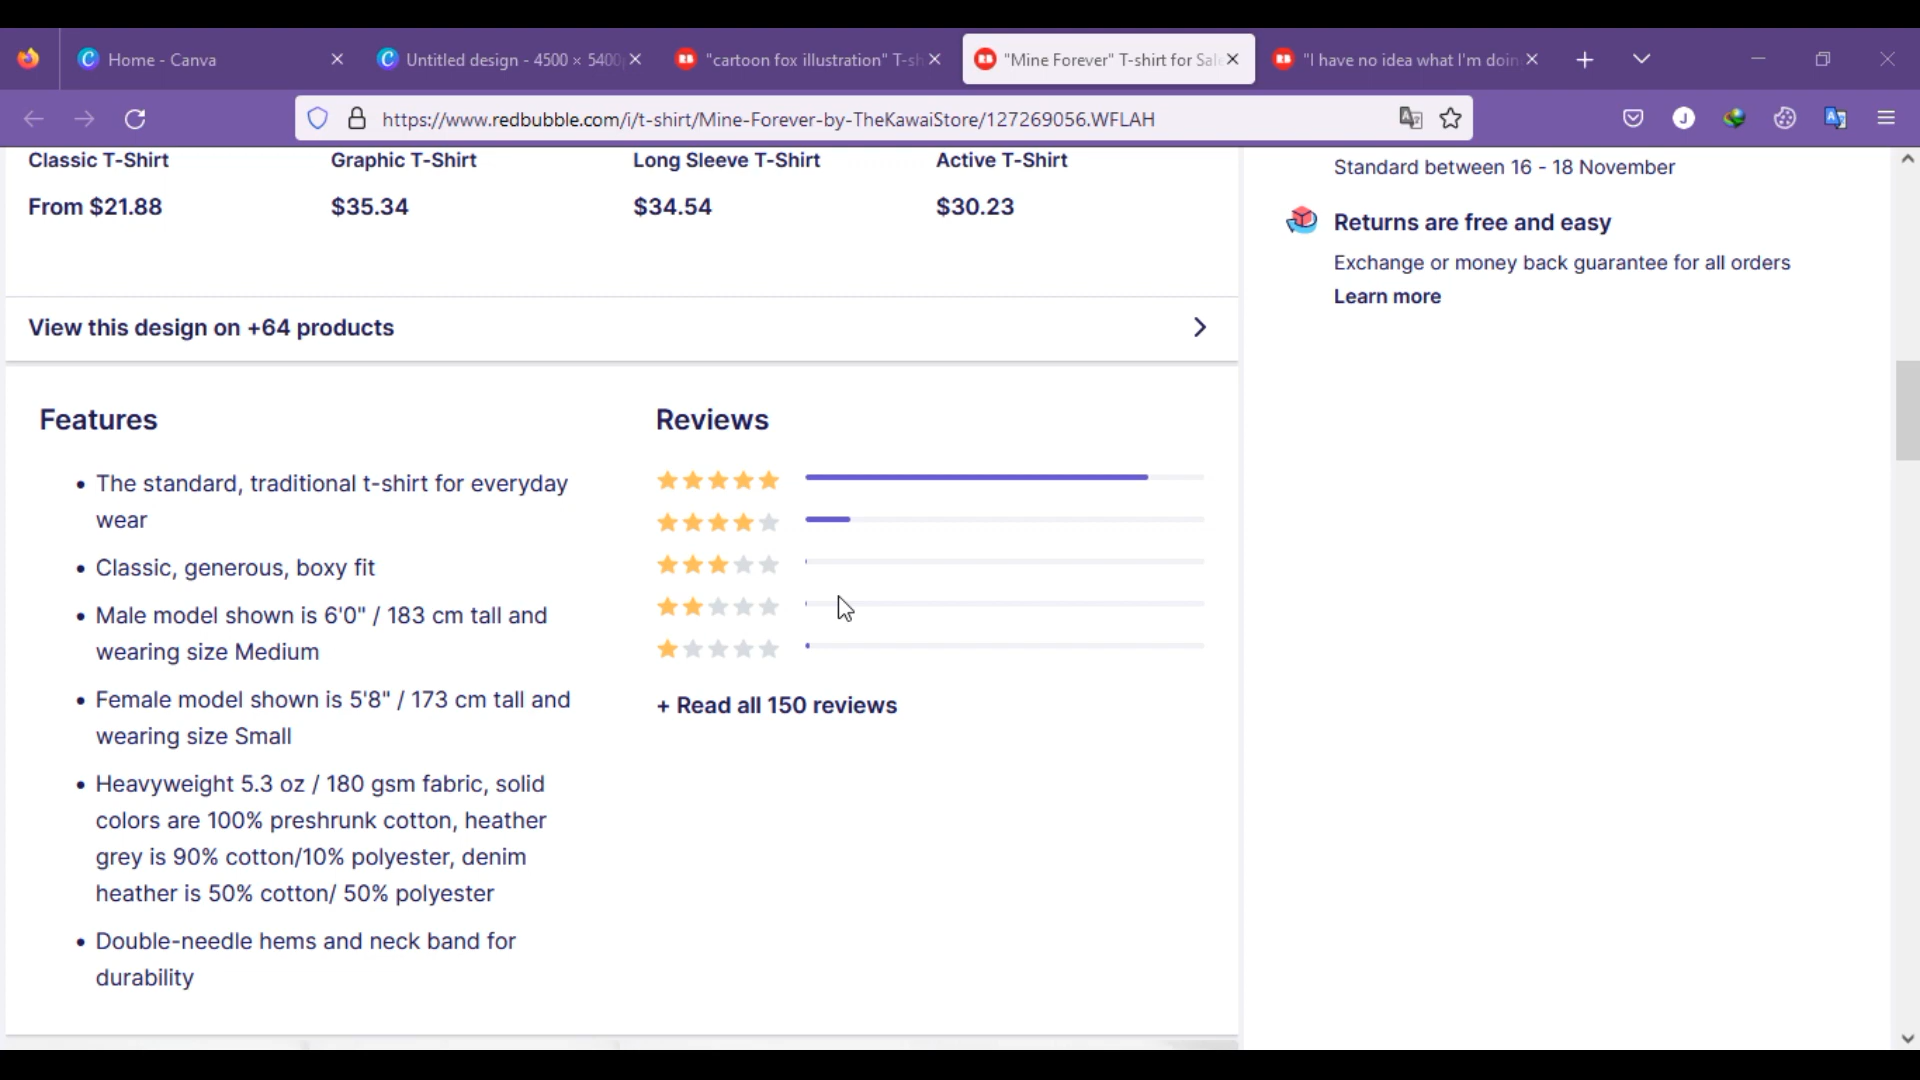 Home - Canva
Untitled design - 4500 × 5400
"cartoon fox illustration" T-sh
"Mine Forever" T-shirt for Sale
"I have no idea what I'm doin
https://www.redbubble.com/i/t-shirt/Mine-Forever-by-TheKawaiStore/127269056.WFLAH
J
Classic T-Shirt
Graphic T-Shirt
Long Sleeve T-Shirt
Active T-Shirt
From $21.88
$35.34
$34.54
$30.23
View this design on +64 products
Standard between 16 - 18 November
Returns are free and easy
Exchange or money back guarantee for all orders
Learn more
Features
• The standard, traditional t-shirt for everyday
wear
• Classic, generous, boxy fit
• Male model shown is 6'0" / 183 cm tall and
wearing size Medium
• Female model shown is 5'8" / 173 cm tall and
wearing size Small
• Heavyweight 5.3 oz / 180 gsm fabric, solid
colors are 100% preshrunk cotton, heather
grey is 90% cotton/10% polyester, denim
heather is 50% cotton/ 50% polyester
• Double-needle hems and neck band for
durability
Reviews
+ Read all 150 reviews